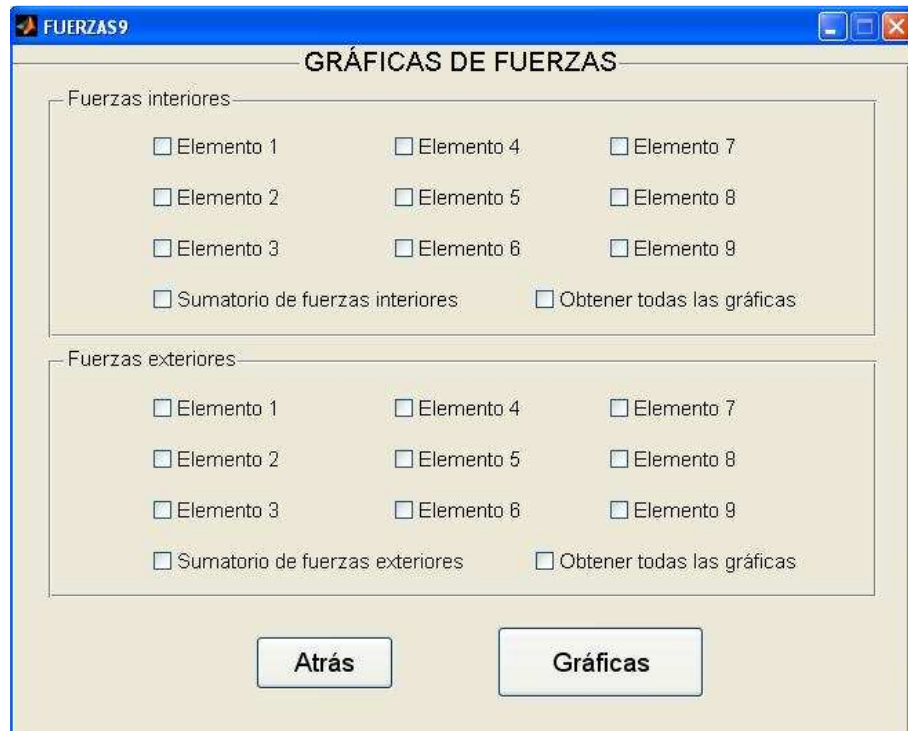 FUERZAS9
GRÁFICAS DE FUERZAS
Fuerzas interiores
Elemento 1 Elemento 4 Elemento 7
Elemento 2 Elemento 5 Elemento 8
Elemento 3 Elemento 6 Elemento 9
Sumatorio de fuerzas interiores Obtener todas las gráficas
Fuerzas exteriores
Elemento 1 Elemento 4 Elemento 7
Elemento 2 Elemento 5 Elemento 8
Elemento 3 Elemento 6 Elemento 9
Sumatorio de fuerzas exteriores Obtener todas las gráficas
Atrás Gráficas